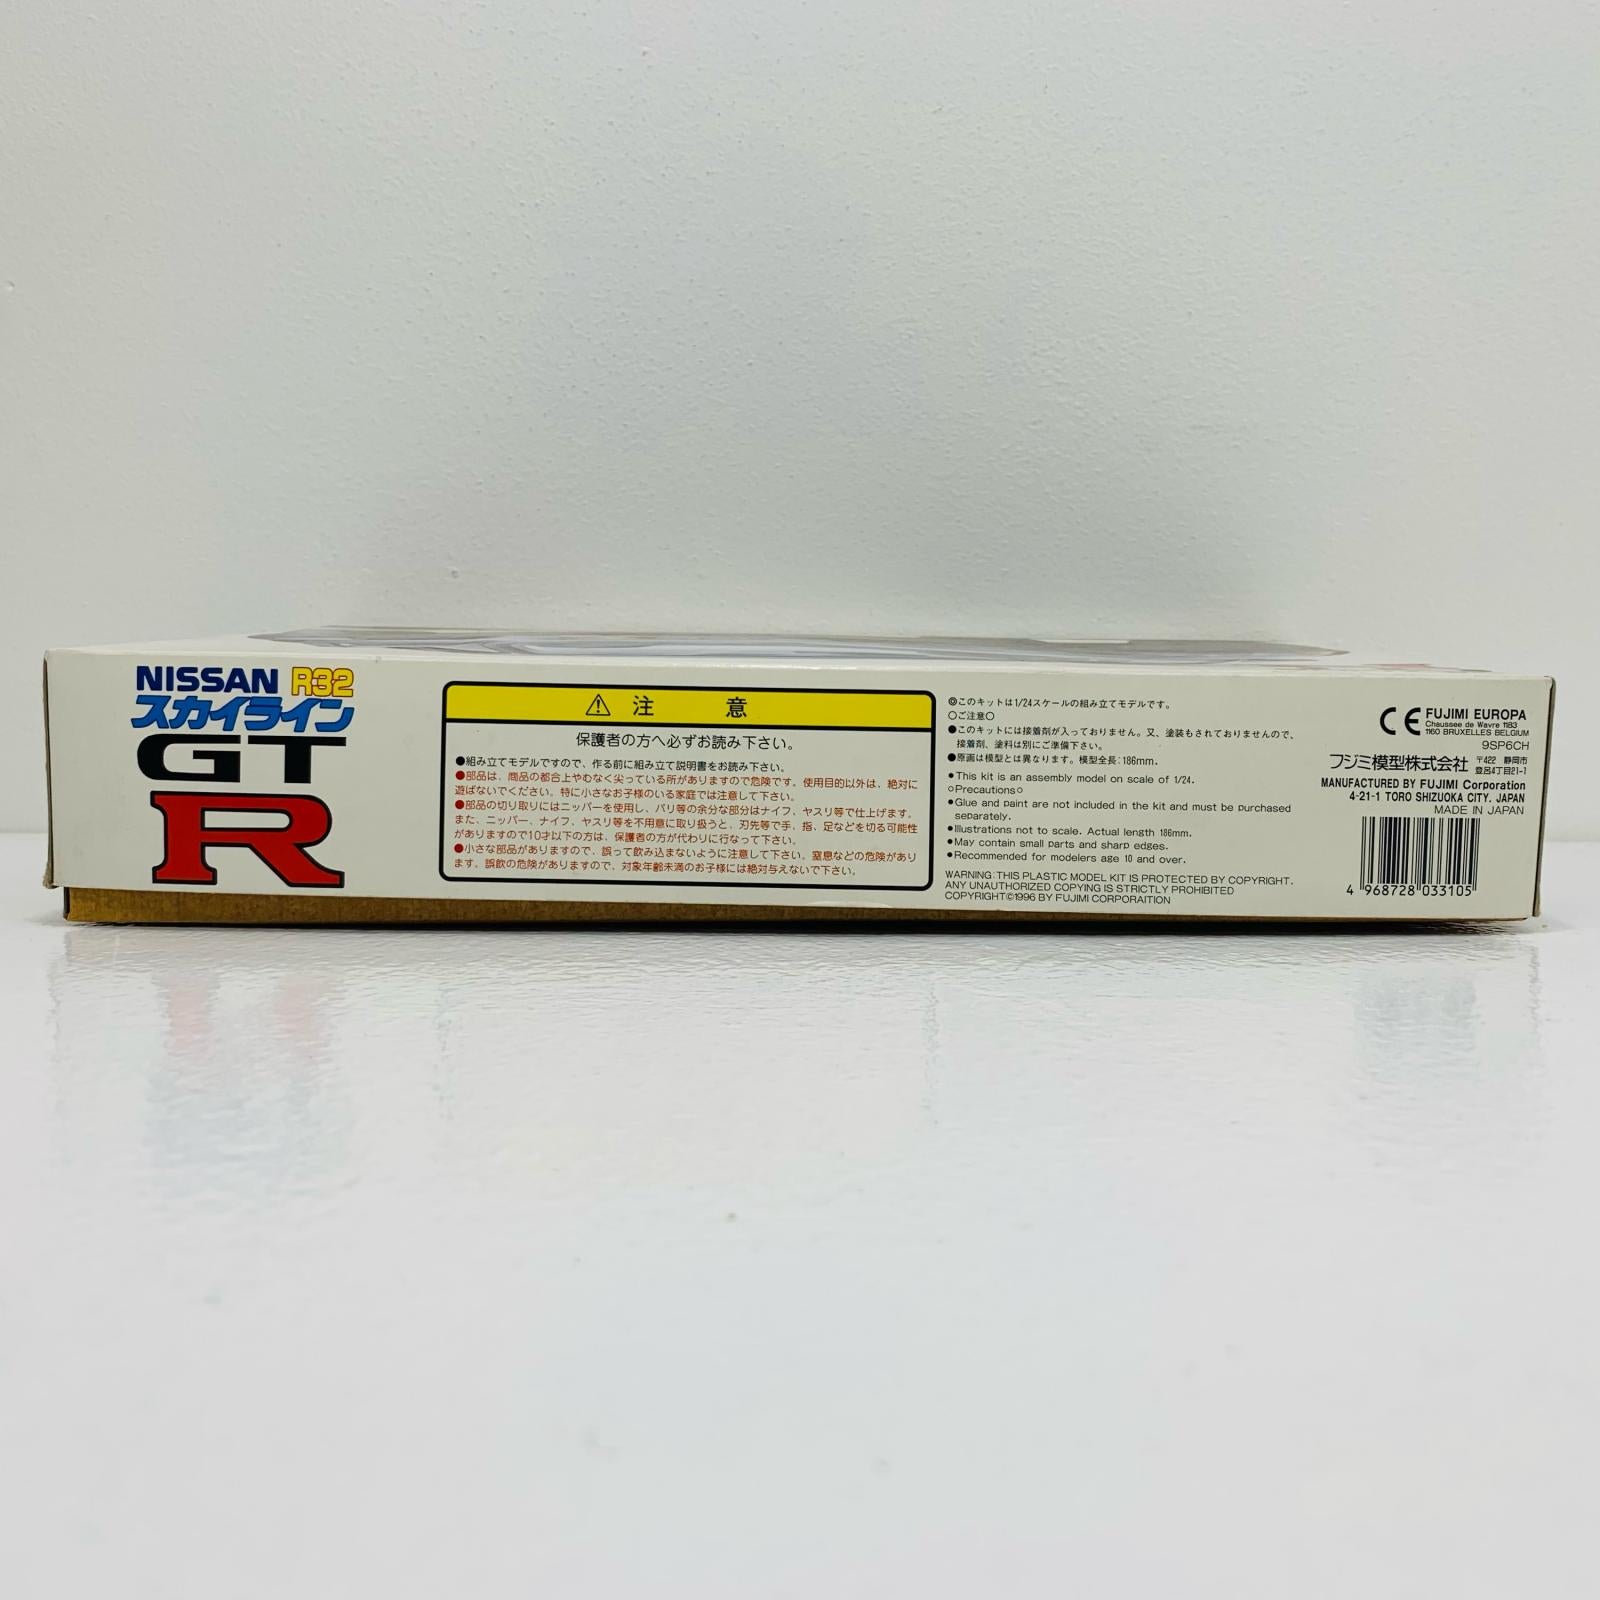 NISSAN R32
スカイライン
GT
R
⚠ 注 意
保護者の方へ必ずお読み下さい。
●組み立てモデルですので、作る前に組み立て説明書をお読み下さい。
●部品は、商品の都合上やむなく尖っている所がありますので危険です。使用目的以外は、絶対に
遊ばないでください。特に小さなお子様のいる家庭では注意して下さい。
●部品の切り取りにはニッパーを使用し、バリ等の余分な部分はナイフ、ヤスリ等で仕上げます。
また、ニッパー、ナイフ、ヤスリ等を不用意に取り扱うと、刃先等で手、指、足などを切る可能性
がありますので10才以下の方は、保護者の方が代わりに行なって下さい。
●小さな部品がありますので、誤って飲み込まないように注意して下さい。窒息などの危険があり
ます。誤飲の危険がありますので、対象年齢未満のお子様には絶対与えないで下さい。
◎このキットは1/24スケールの組み立てモデルです。
○ご注意○
●このキットには接着剤が入っておりません。又、塗装もされておりませんので、
接着剤、塗料は別にご準備下さい。
●原画は模型とは異なります。模型全長:186mm.
●This kit is an assembly model on scale of 1/24.
○Precautions○
●Glue and paint are not included in the kit and must be purchased
separately.
●Illustrations not to scale. Actual length 186mm.
●May contain small parts and sharp edges.
●Recommended for modelers age 10 and over.
WARNING: THIS PLASTIC MODEL KIT IS PROTECTED BY COPYRIGHT.
ANY UNAUTHORIZED COPYING IS STRICTLY PROHIBITED
COPYRIGHT©1996 BY FUJIMI CORPORAITION
CE FUJIMI EUROPA
Chaussee de Wavre 1183
1160 BRUXELLES BELGIUM
9SP6CH
フジミ模型株式会社 〒422 静岡市
登呂4丁目21-1
MANUFACTURED BY FUJIMI Corporation
4-21-1 TORO SHIZUOKA CITY. JAPAN
MADE IN JAPAN
4 968728 033105